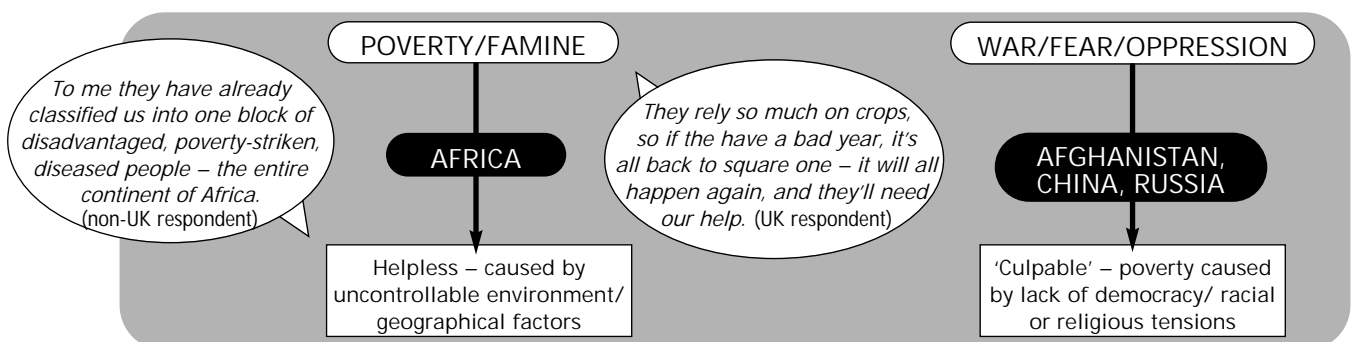 POVERTY/FAMINE
WAR/FEAR/OPPRESSION
To me they have already
classified us into one block of
disadvantaged, poverty-striken,
diseased people – the entire
continent of Africa.
(non-UK respondent)
AFRICA
They rely so much on crops,
so if the have a bad year, it's
all back to square one – it will all
happen again, and they'll need
our help. (UK respondent)
AFGHANISTAN,
CHINA, RUSSIA
Helpless – caused by
uncontrollable environment/
geographical factors
'Culpable' – poverty caused
by lack of democracy/ racial
or religious tensions